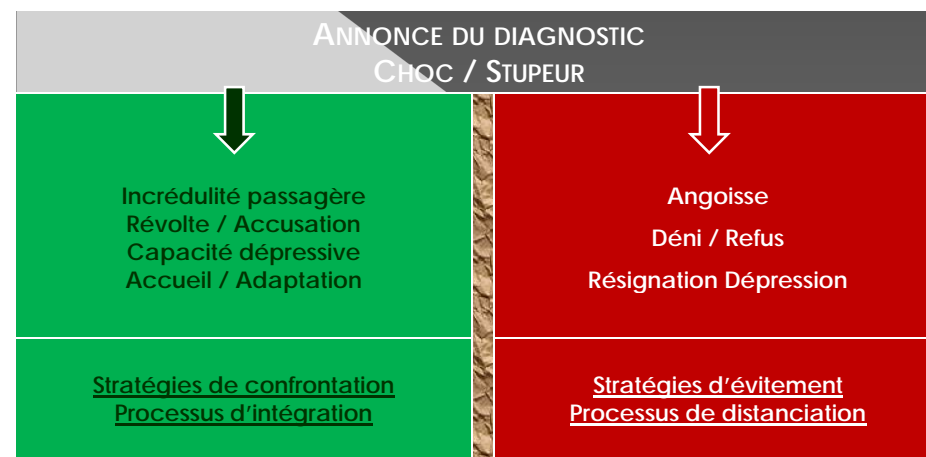 ANNONCE DU DIAGNOSTIC
CHOC / STUPEUR
Incrédulité passagère
Révolte / Accusation
Capacité dépressive
Accueil / Adaptation
Stratégies de confrontation
Processus d'intégration
Angoisse
Déni / Refus
Résignation Dépression
Stratégies d'évitement
Processus de distanciation